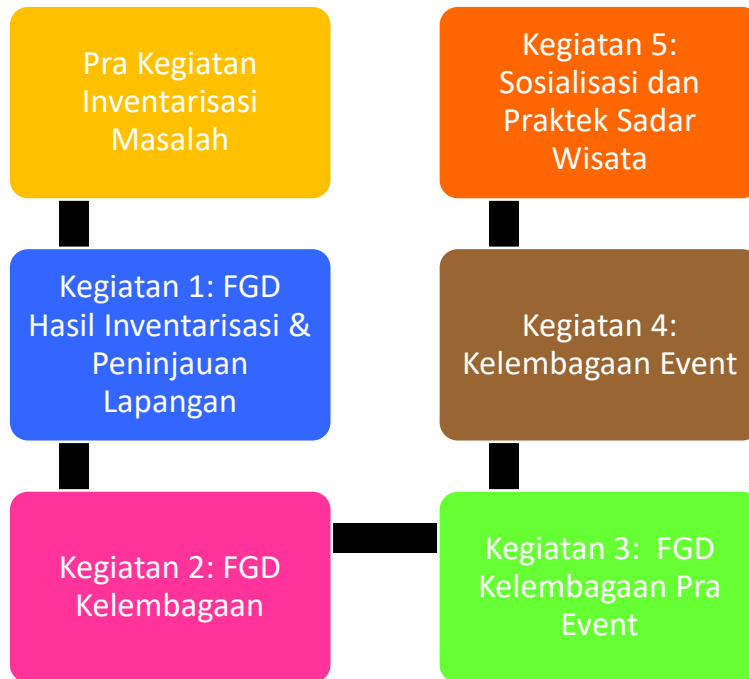 Pra Kegiatan
Inventarisasi
Masalah
Kegiatan 1: FGD
Hasil Inventarisasi &
Peninjauan
Lapangan
Kegiatan 2: FGD
Kelembagaan
Kegiatan 3:  FGD
Kelembagaan Pra
Event
Kegiatan 4:
Kelembagaan Event
Kegiatan 5:
Sosialisasi dan
Praktek Sadar
Wisata